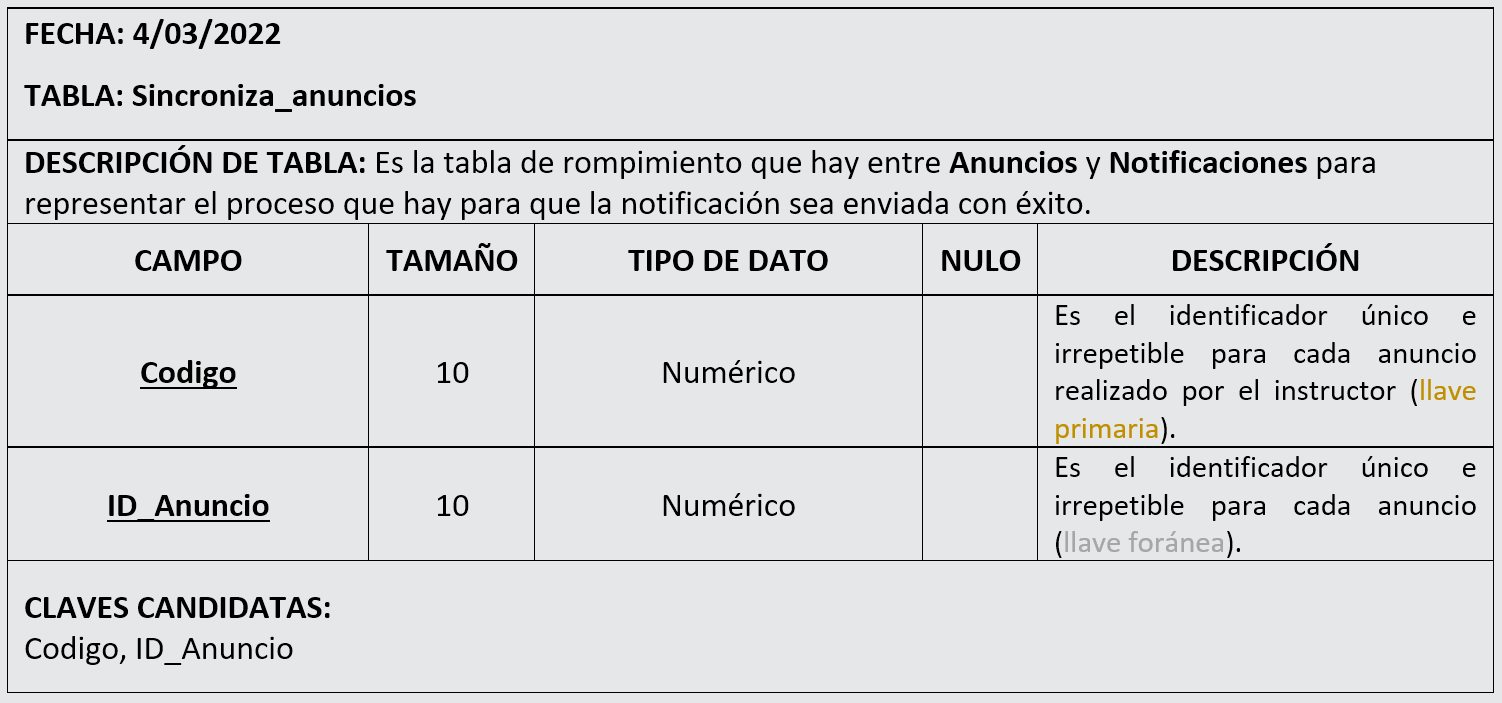 FECHA: 4/03/2022
TABLA: Sincroniza_anuncios
DESCRIPCIÓN DE TABLA: Es la tabla de rompimiento que hay entre Anuncios y Notificaciones para
representar el proceso que hay para que la notificación sea enviada con éxito.
CAMPO TAMAÑO TIPO DE DATO NULO DESCRIPCIÓN
Codigo 10 Numérico
Es el identificador único e
irrepetible para cada anuncio
realizado por el instructor (llave
primaria).
ID_Anuncio 10 Numérico
Es el identificador único e
irrepetible para cada anuncio
(llave foránea).
CLAVES CANDIDATAS:
Codigo, ID_Anuncio